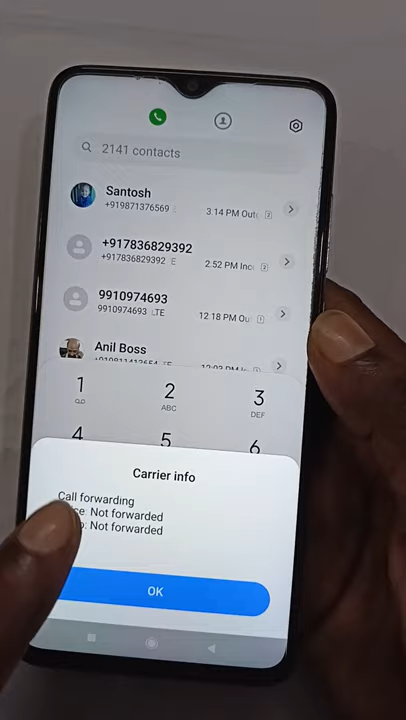 2141 contacts
Santosh
+919871376569
3:14 PM
+917836829392
+917836829392
2.52 PM
9910974693
9910974693 LTE
12:18 PM
Anil Boss
1
2
3
ABC
DEF
4
5
6
Carrier info
Call forwarding
Not forwarded
Not forwarded
OK